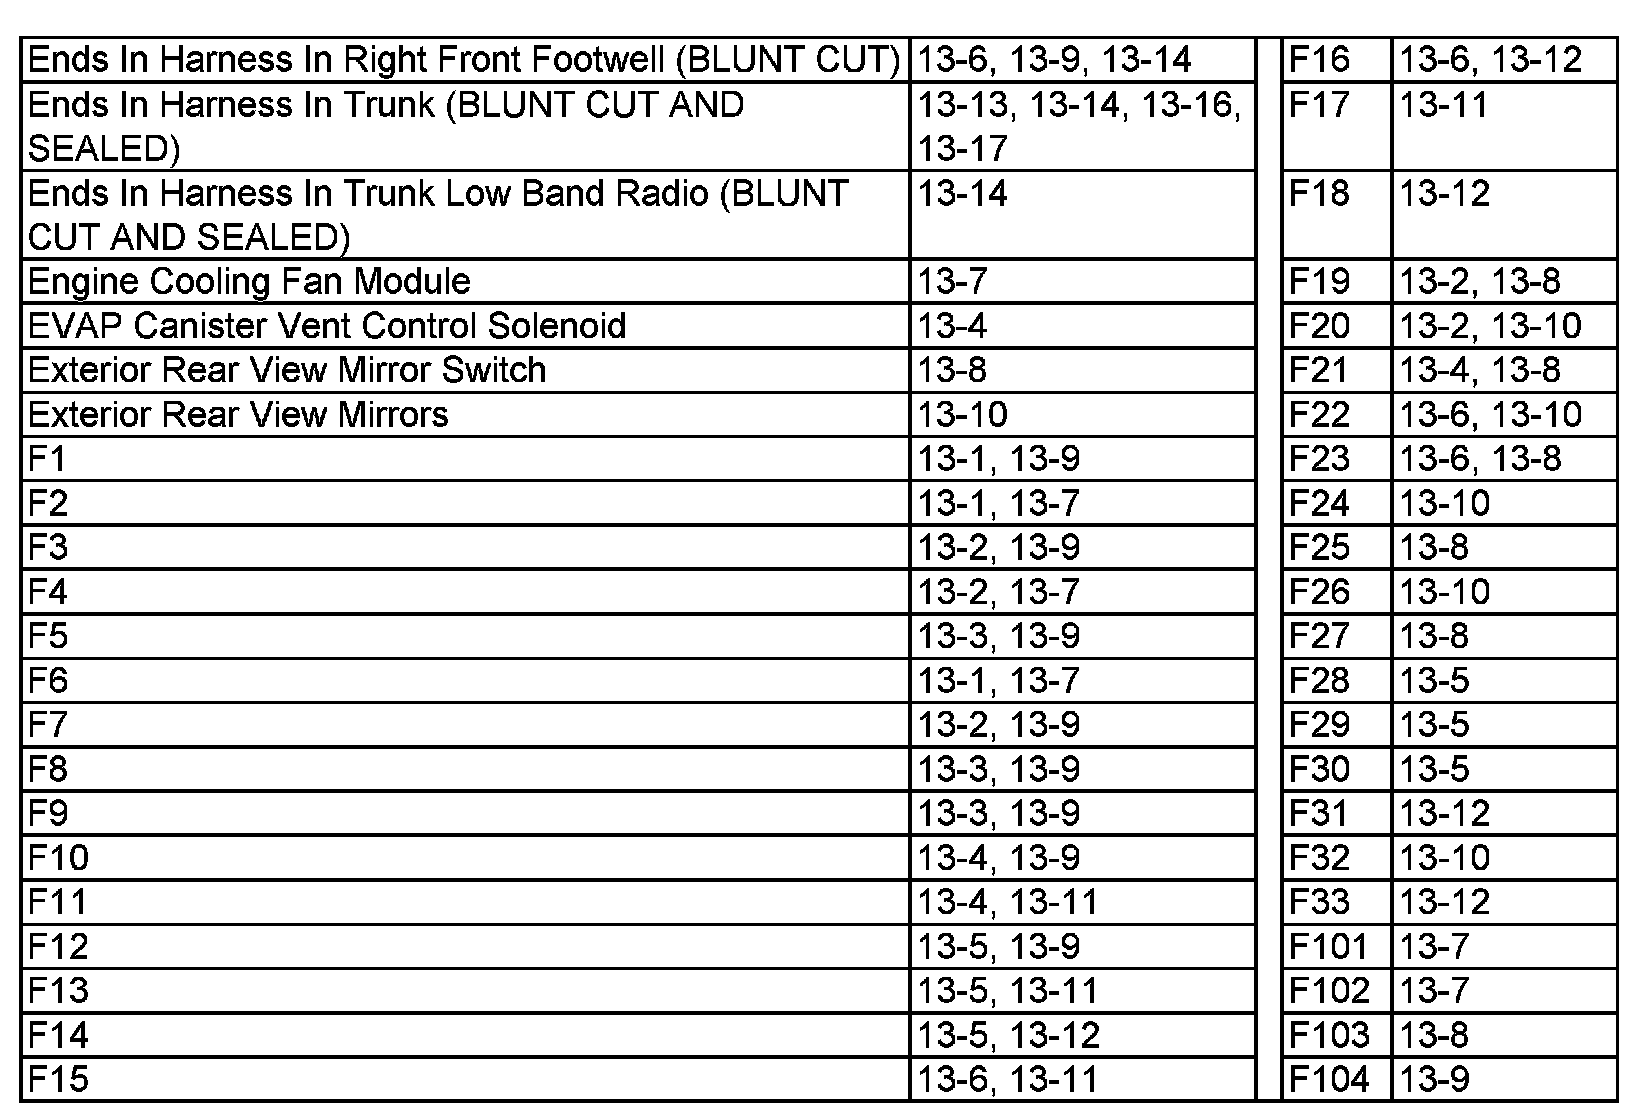 Ends In Harness In Right Front Footwell (BLUNT CUT) 13-6, 13-9, 13-14 F16 13-6, 13-12
Ends In Harness In Trunk (BLUNT CUT AND 13-13, 13-14, 13-16, F17 13-11
SEALED) 13-17
Ends In Harness In Trunk Low Band Radio (BLUNT 13-14 F18 13-12
CUT AND SEALED)
Engine Cooling Fan Module 13-7 F19 13-2, 13-8
EVAP Canister Vent Control Solenoid 13-4 F20 13-2, 13-10
Exterior Rear View Mirror Switch 13-8 F21 13-4, 13-8
Exterior Rear View Mirrors 13-10 F22 13-6, 13-10
F1 13-1, 13-9 F23 13-6, 13-8
F2 13-1, 13-7 F24 13-10
F3 13-2, 13-9 F25 13-8
F4 13-2, 13-7 F26 13-10
F5 13-3, 13-9 F27 13-8
F6 13-1, 13-7 F28 13-5
F7 13-2, 13-9 F29 13-5
F8 13-3, 13-9 F30 13-5
F9 13-3, 13-9 F31 13-12
F10 13-4, 13-9 F32 13-10
F11 13-4, 13-11 F33 13-12
F12 13-5, 13-9 F101 13-7
F13 13-5, 13-11 F102 13-7
F14 13-5, 13-12 F103 13-8
F15 13-6, 13-11 F104 13-9